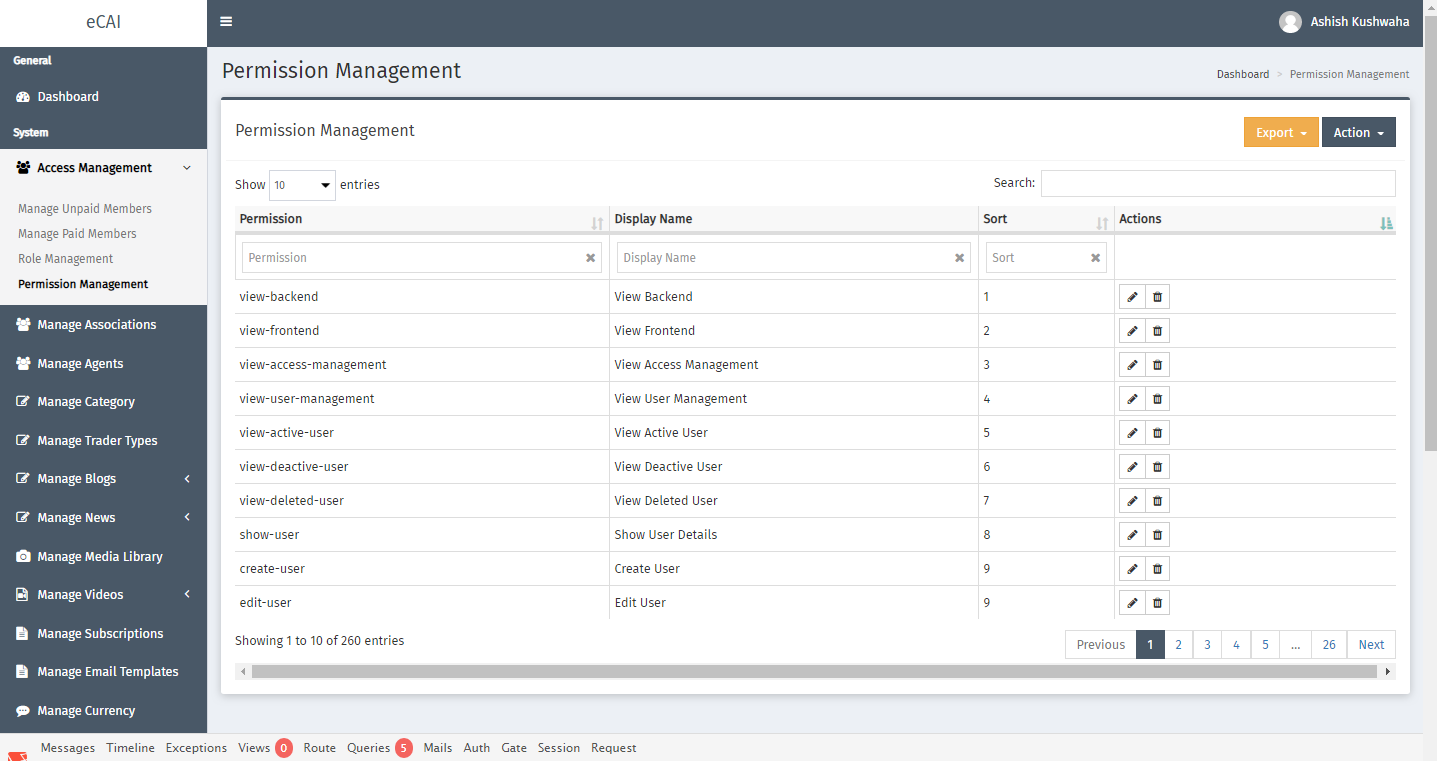 eCAI
Ashish Kushwaha
General
Dashboard
System
Access Management
Manage Unpaid Members
Manage Paid Members
Role Management
Permission Management
Manage Associations
Manage Agents
Manage Category
Manage Trader Types
Manage Blogs
Manage News
Manage Media Library
Manage Videos
Manage Subscriptions
Manage Email Templates
Manage Currency
Permission Management
Dashboard > Permission Management
Permission Management
Export Action
Show 10 entries Search:
Permission Display Name Sort Actions
Permission Display Name Sort
view-backend View Backend 1
view-frontend View Frontend 2
view-access-management View Access Management 3
view-user-management View User Management 4
view-active-user View Active User 5
view-deactive-user View Deactive User 6
view-deleted-user View Deleted User 7
show-user Show User Details 8
create-user Create User 9
edit-user Edit User 9
Showing 1 to 10 of 260 entries Previous 1 2 3 4 5 ... 26 Next
Messages Timeline Exceptions Views 0 Route Queries 5 Mails Auth Gate Session Request